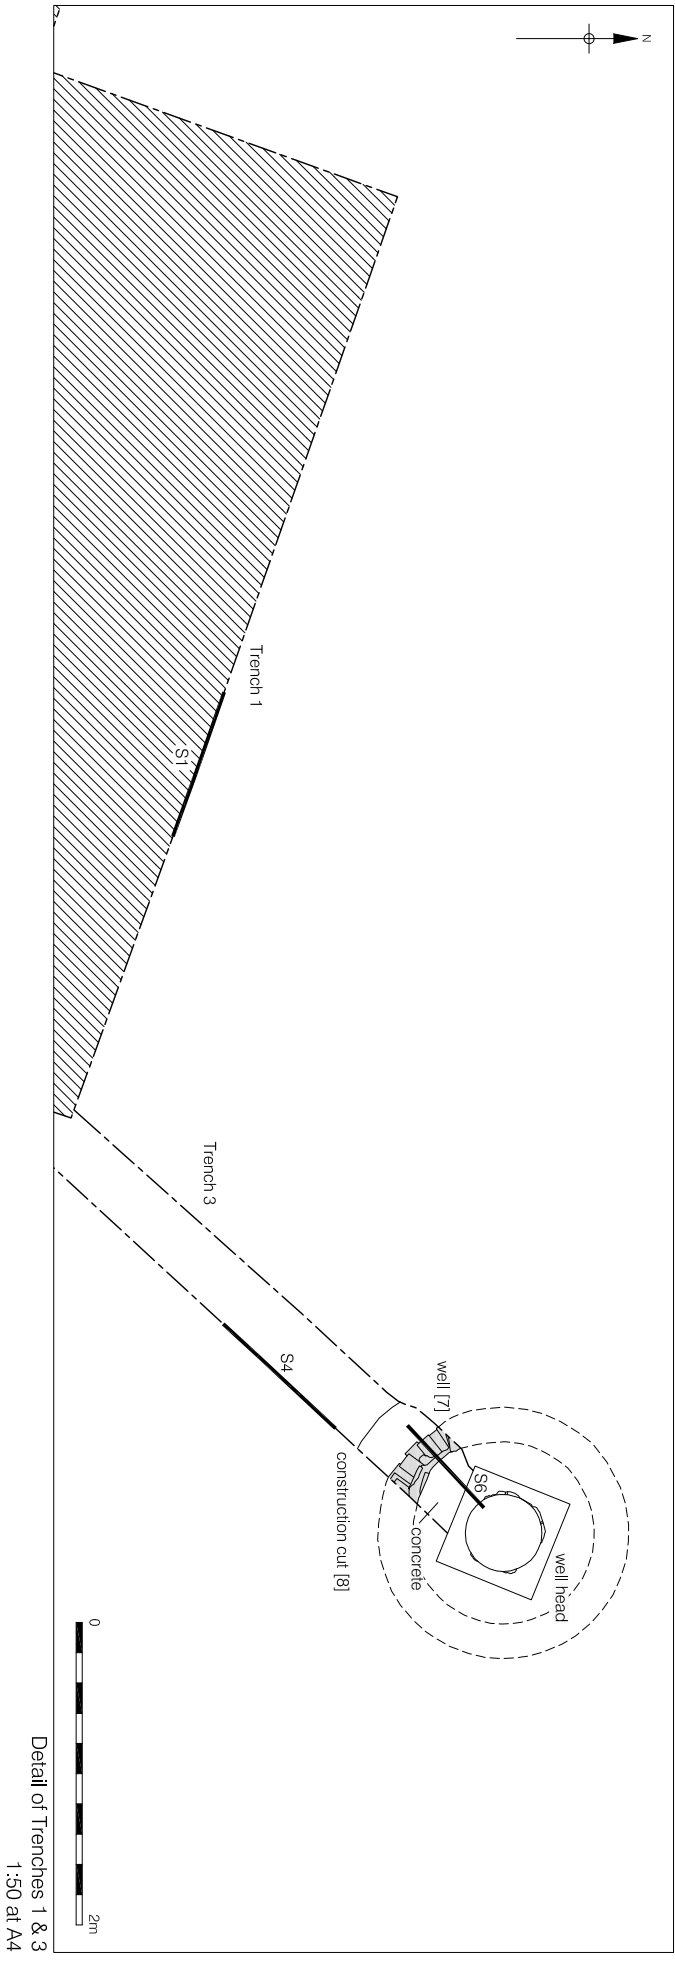 N
Trench 1
S1
Trench 3
S4
well [7]
S6
well head
concrete
construction cut [8]
0
2m
Detail of Trenches 1 & 3
1:50 at A4